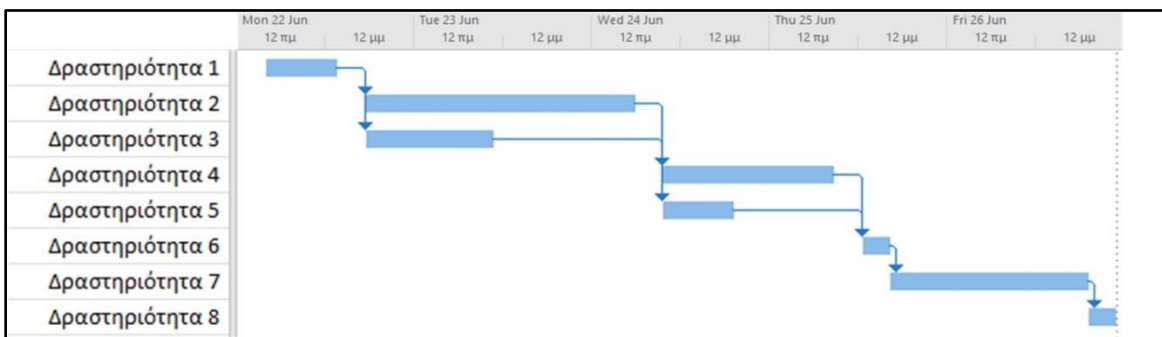 Mon 22 Jun Tue 23 Jun Wed 24 Jun Thu 25 Jun Fri 26 Jun
12 πμ 12 μμ 12 πμ 12 μμ 12 πμ 12 μμ 12 πμ 12 μμ 12 πμ 12 μμ
Δραστηριότητα 1
Δραστηριότητα 2
Δραστηριότητα 3
Δραστηριότητα 4
Δραστηριότητα 5
Δραστηριότητα 6
Δραστηριότητα 7
Δραστηριότητα 8